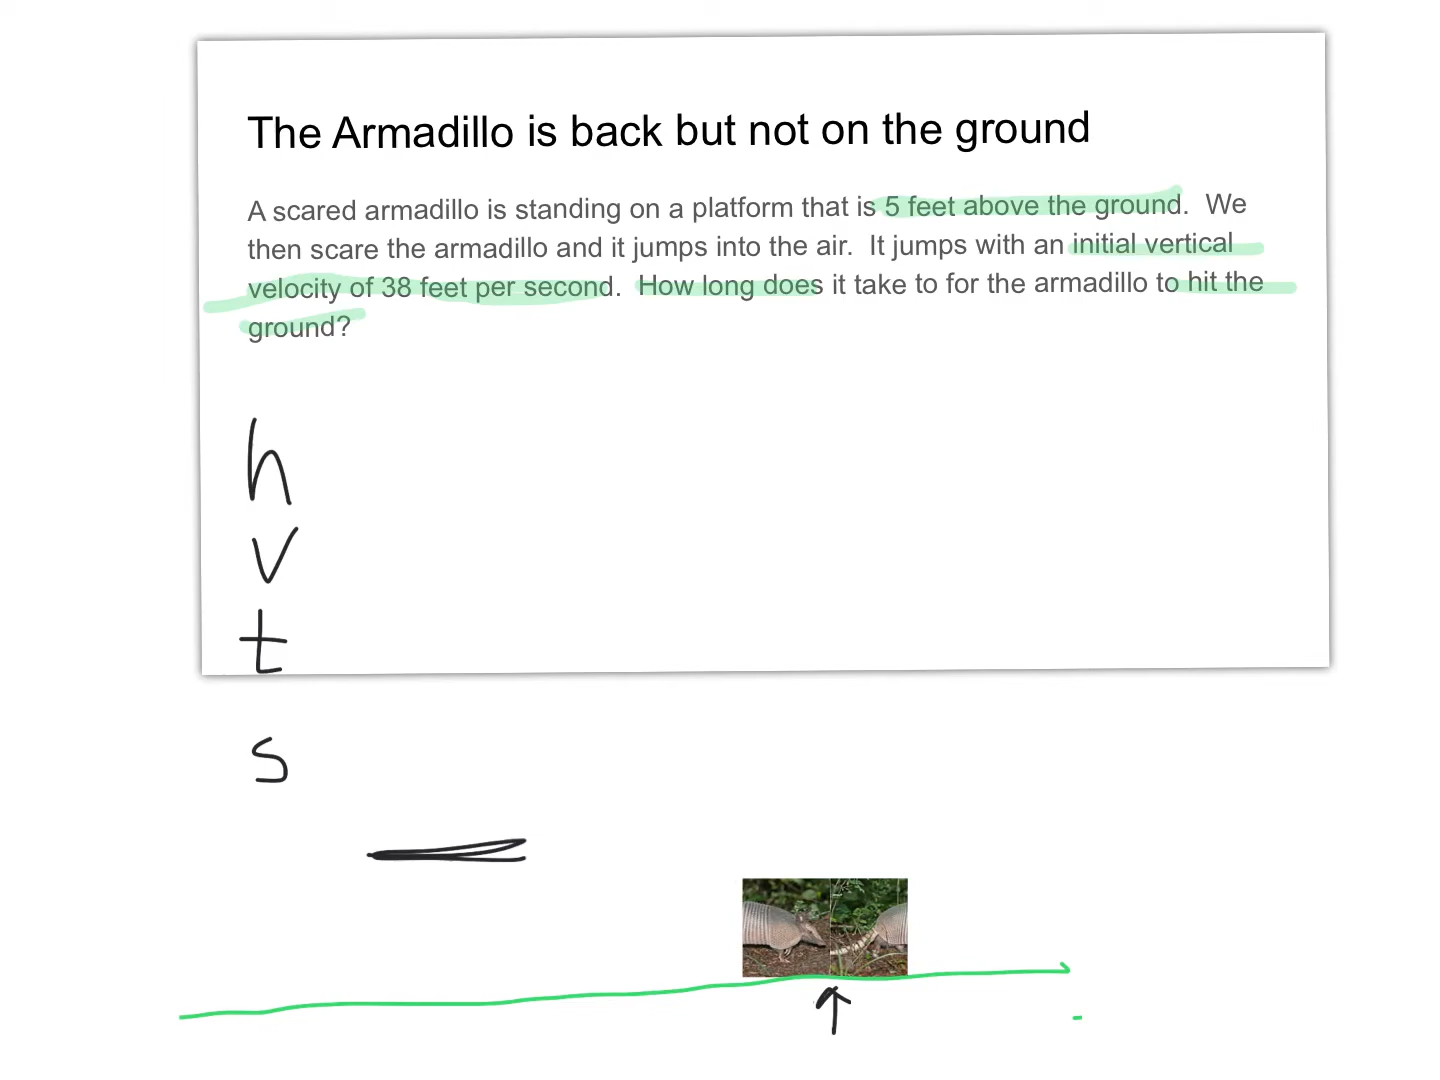 The Armadillo is back but not on the ground
A scared armadillo is standing on a platform that is 5 feet above the ground. We
then scare the armadillo and it jumps into the air. It jumps with an initial vertical
velocity of 38 feet per second. How long does it take to for the armadillo to hit the
ground?
h
v
t
s